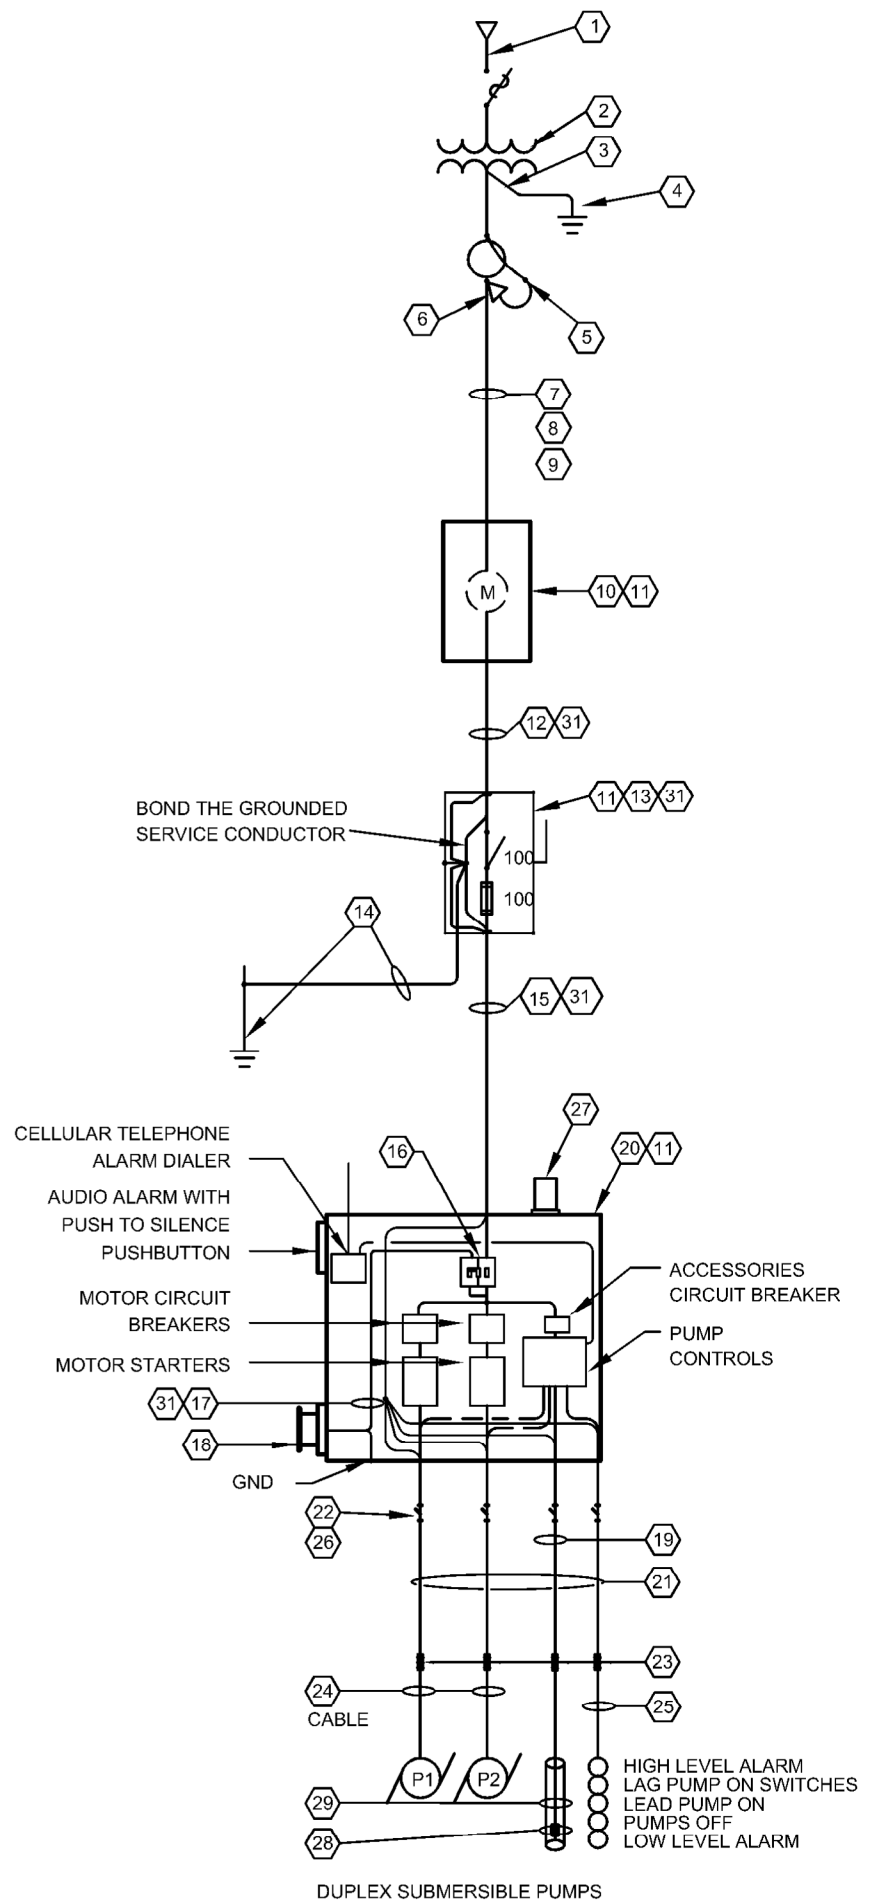 1
2
3
4
6
5
7
8
9
M
10 11
12 31
BOND THE GROUNDED
SERVICE CONDUCTOR
11 13 31
100
100
14
15 31
27
CELLULAR TELEPHONE
ALARM DIALER
16
20 11
AUDIO ALARM WITH
PUSH TO SILENCE
PUSHBUTTON
ACCESSORIES
CIRCUIT BREAKER
MOTOR CIRCUIT
BREAKERS
PUMP
CONTROLS
MOTOR STARTERS
31 17
18
GND
22
26
19
21
23
24
CABLE
25
P1
P2
HIGH LEVEL ALARM
LAG PUMP ON SWITCHES
LEAD PUMP ON
PUMPS OFF
LOW LEVEL ALARM
29
28
DUPLEX SUBMERSIBLE PUMPS